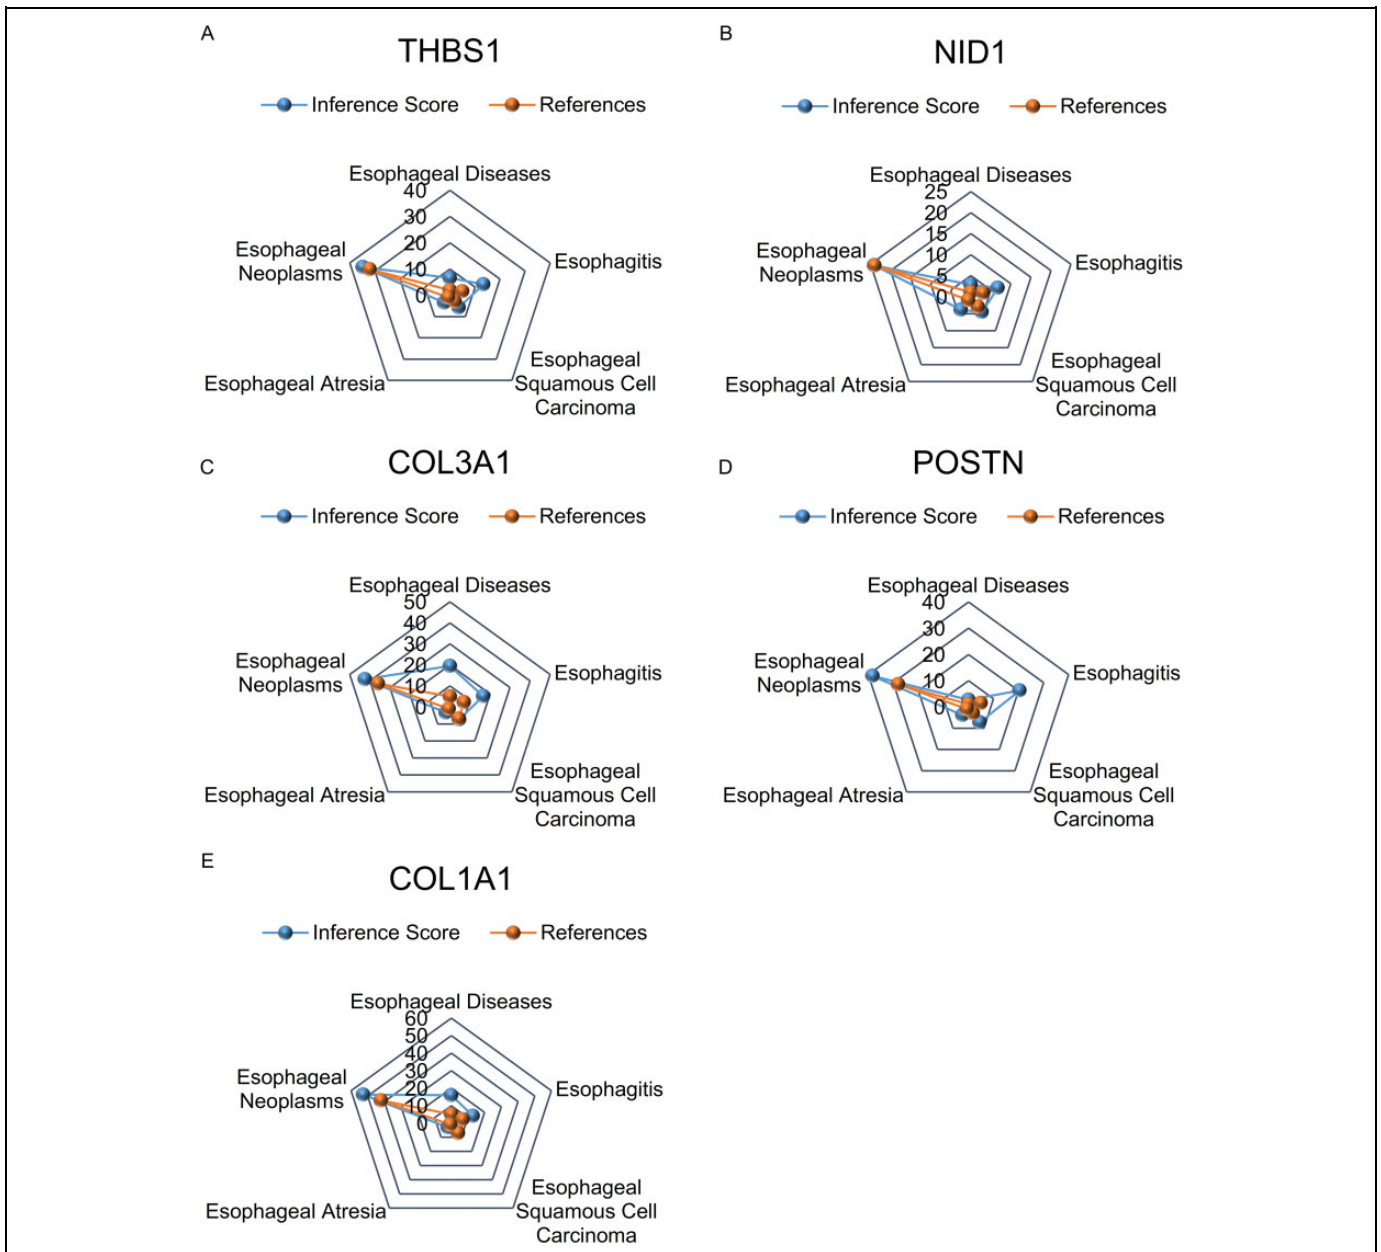 A
THBS1
Inference Score References
Esophageal Diseases
40
30
20
10
0
Esophagitis
Esophageal
Squamous Cell
Carcinoma
Esophageal Atresia
Esophageal
Neoplasms
B
NID1
Inference Score References
Esophageal Diseases
25
20
15
10
5
0
Esophagitis
Esophageal
Squamous Cell
Carcinoma
Esophageal Atresia
Esophageal
Neoplasms
C
COL3A1
Inference Score References
Esophageal Diseases
50
40
30
20
10
0
Esophagitis
Esophageal
Squamous Cell
Carcinoma
Esophageal Atresia
Esophageal
Neoplasms
D
POSTN
Inference Score References
Esophageal Diseases
40
30
20
10
0
Esophagitis
Esophageal
Squamous Cell
Carcinoma
Esophageal Atresia
Esophageal
Neoplasms
E
COL1A1
Inference Score References
Esophageal Diseases
60
50
40
30
20
10
0
Esophagitis
Esophageal
Squamous Cell
Carcinoma
Esophageal Atresia
Esophageal
Neoplasms